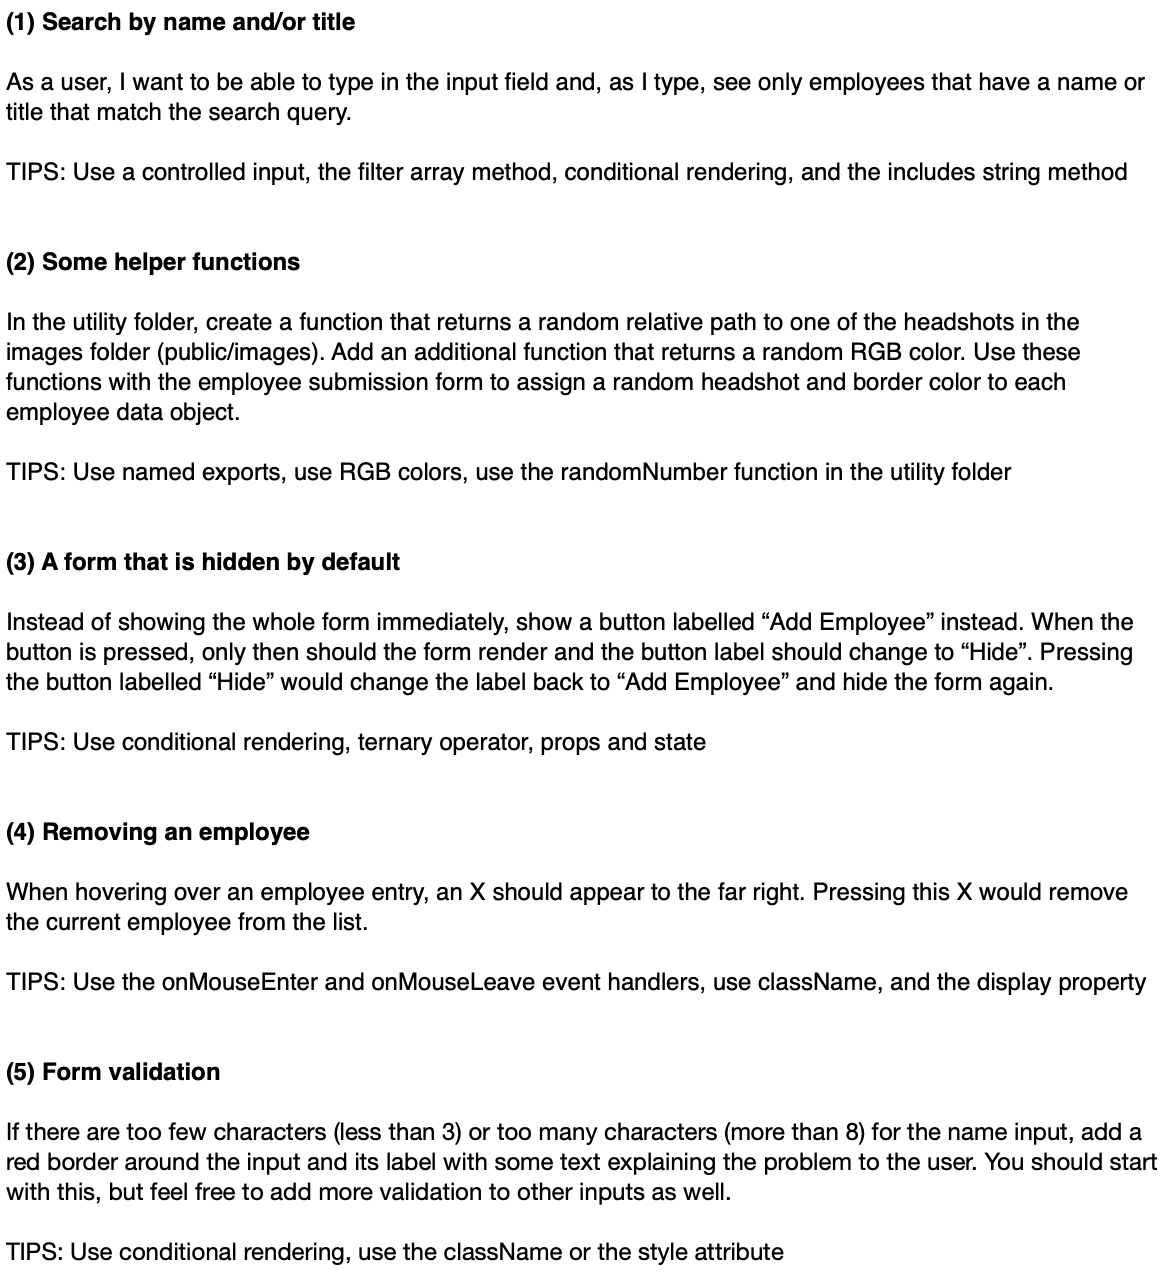 (1) Search by name and/or title
As a user, I want to be able to type in the input field and, as I type, see only employees that have a name or
title that match the search query.
TIPS: Use a controlled input, the filter array method, conditional rendering, and the includes string method
(2) Some helper functions
In the utility folder, create a function that returns a random relative path to one of the headshots in the
images folder (public/images). Add an additional function that returns a random RGB color. Use these
functions with the employee submission form to assign a random headshot and border color to each
employee data object.
TIPS: Use named exports, use RGB colors, use the randomNumber function in the utility folder
(3) A form that is hidden by default
Instead of showing the whole form immediately, show a button labelled “Add Employee” instead. When the
button is pressed, only then should the form render and the button label should change to “Hide”. Pressing
the button labelled “Hide” would change the label back to “Add Employee” and hide the form again.
TIPS: Use conditional rendering, ternary operator, props and state
(4) Removing an employee
When hovering over an employee entry, an X should appear to the far right. Pressing this X would remove
the current employee from the list.
TIPS: Use the onMouseEnter and onMouseLeave event handlers, use className, and the display property
(5) Form validation
If there are too few characters (less than 3) or too many characters (more than 8) for the name input, add a
red border around the input and its label with some text explaining the problem to the user. You should start
with this, but feel free to add more validation to other inputs as well.
TIPS: Use conditional rendering, use the className or the style attribute